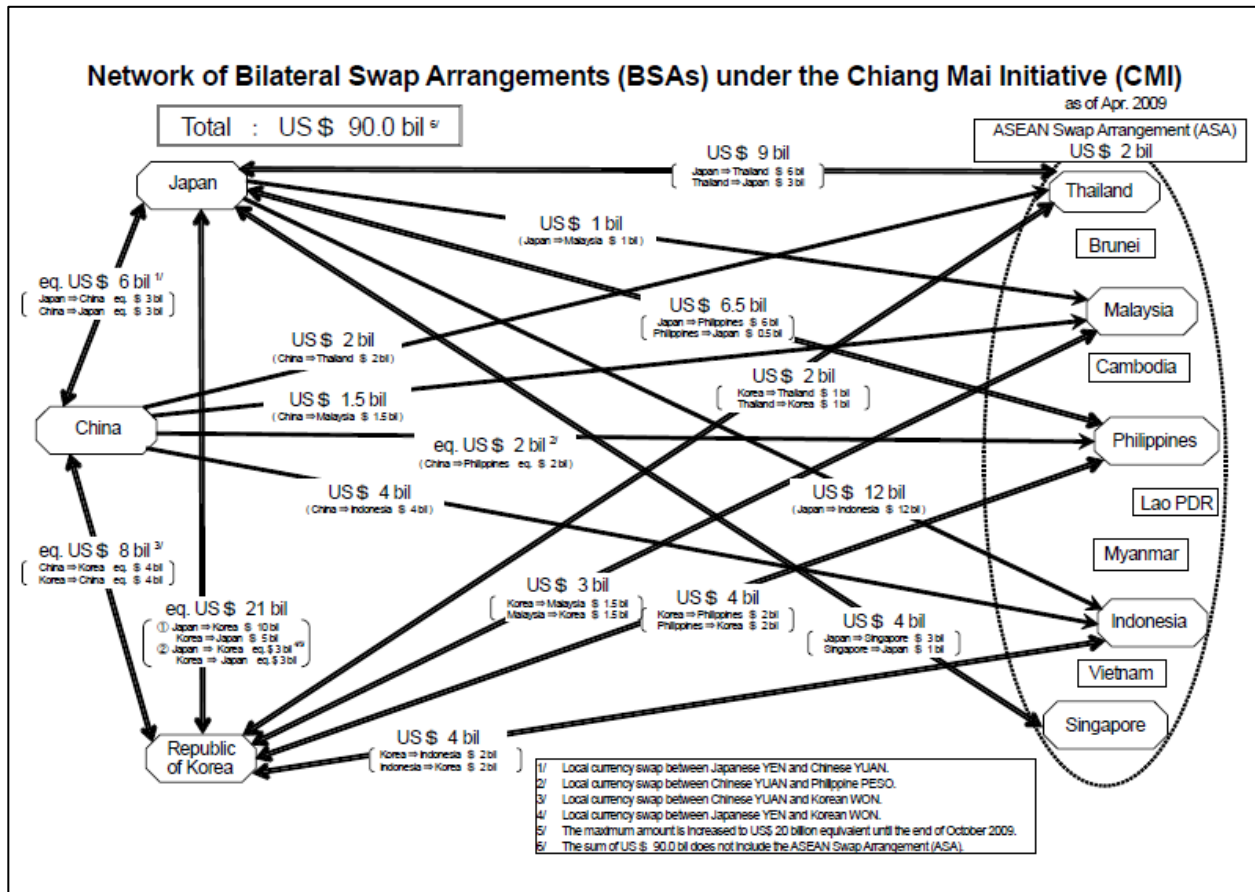 Network of Bilateral Swap Arrangements (BSAs) under the Chiang Mai Initiative (CMI)
as of Apr. 2009
Total : US $ 90.0 bil 6/
ASEAN Swap Arrangement (ASA)
US $ 2 bil
US $ 9 bil
Japan ⇒ Thailand $ 6 bil
Thailand ⇒ Japan $ 3 bil
Japan
Thailand
US $ 1 bil
(Japan ⇒ Malaysia $ 1 bil)
Brunei
eq. US $ 6 bil 1/
Japan ⇒ China eq. $ 3 bil
China ⇒ Japan eq. $ 3 bil
US $ 6.5 bil
Japan ⇒ Philippines $ 6 bil
Philippines ⇒ Japan $ 0.5 bil
Malaysia
US $ 2 bil
(China ⇒ Thailand $ 2 bil)
Cambodia
US $ 2 bil
Korea ⇒ Thailand $ 1 bil
Thailand ⇒ Korea $ 1 bil
US $ 1.5 bil
(China ⇒ Malaysia $ 1.5 bil)
China
eq. US $ 2 bil 2/
(China ⇒ Philippines eq. $ 2 bil)
Philippines
US $ 4 bil
(China ⇒ Indonesia $ 4 bil)
US $ 12 bil
(Japan ⇒ Indonesia $ 12 bil)
Lao PDR
eq. US $ 8 bil 3/
China ⇒ Korea eq. $ 4 bil
Korea ⇒ China eq. $ 4 bil
Myanmar
US $ 3 bil
Korea ⇒ Malaysia $ 1.5 bil
Malaysia ⇒ Korea $ 1.5 bil
US $ 4 bil
Korea ⇒ Philippines $ 2 bil
Philippines ⇒ Korea $ 2 bil
eq. US $ 21 bil
① Japan ⇒ Korea $ 10 bil
Korea ⇒ Japan $ 5 bil
② Japan ⇒ Korea eq. $ 3 bil 4/5/
Korea ⇒ Japan eq. $ 3 bil
US $ 4 bil
Japan ⇒ Singapore $ 3 bil
Singapore ⇒ Japan $ 1 bil
Indonesia
Vietnam
Singapore
Republic
of Korea
US $ 4 bil
Korea ⇒ Indonesia $ 2 bil
Indonesia ⇒ Korea $ 2 bil
1/ Local currency swap between Japanese YEN and Chinese YUAN.
2/ Local currency swap between Chinese YUAN and Philippine PESO.
3/ Local currency swap between Chinese YUAN and Korean WON.
4/ Local currency swap between Japanese YEN and Korean WON.
5/ The maximum amount is increased to US$ 20 billion equivalent until the end of October 2009.
6/ The sum of US $ 90.0 bil does not include the ASEAN Swap Arrangement (ASA).